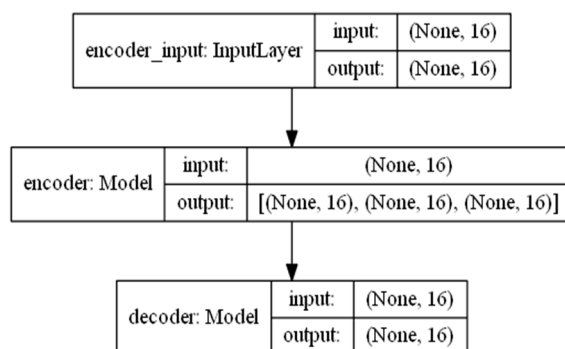 encoder_input: InputLayer
input: (None, 16)
output: (None, 16)
encoder: Model
input: (None, 16)
output: [(None, 16), (None, 16), (None, 16)]
decoder: Model
input: (None, 16)
output: (None, 16)